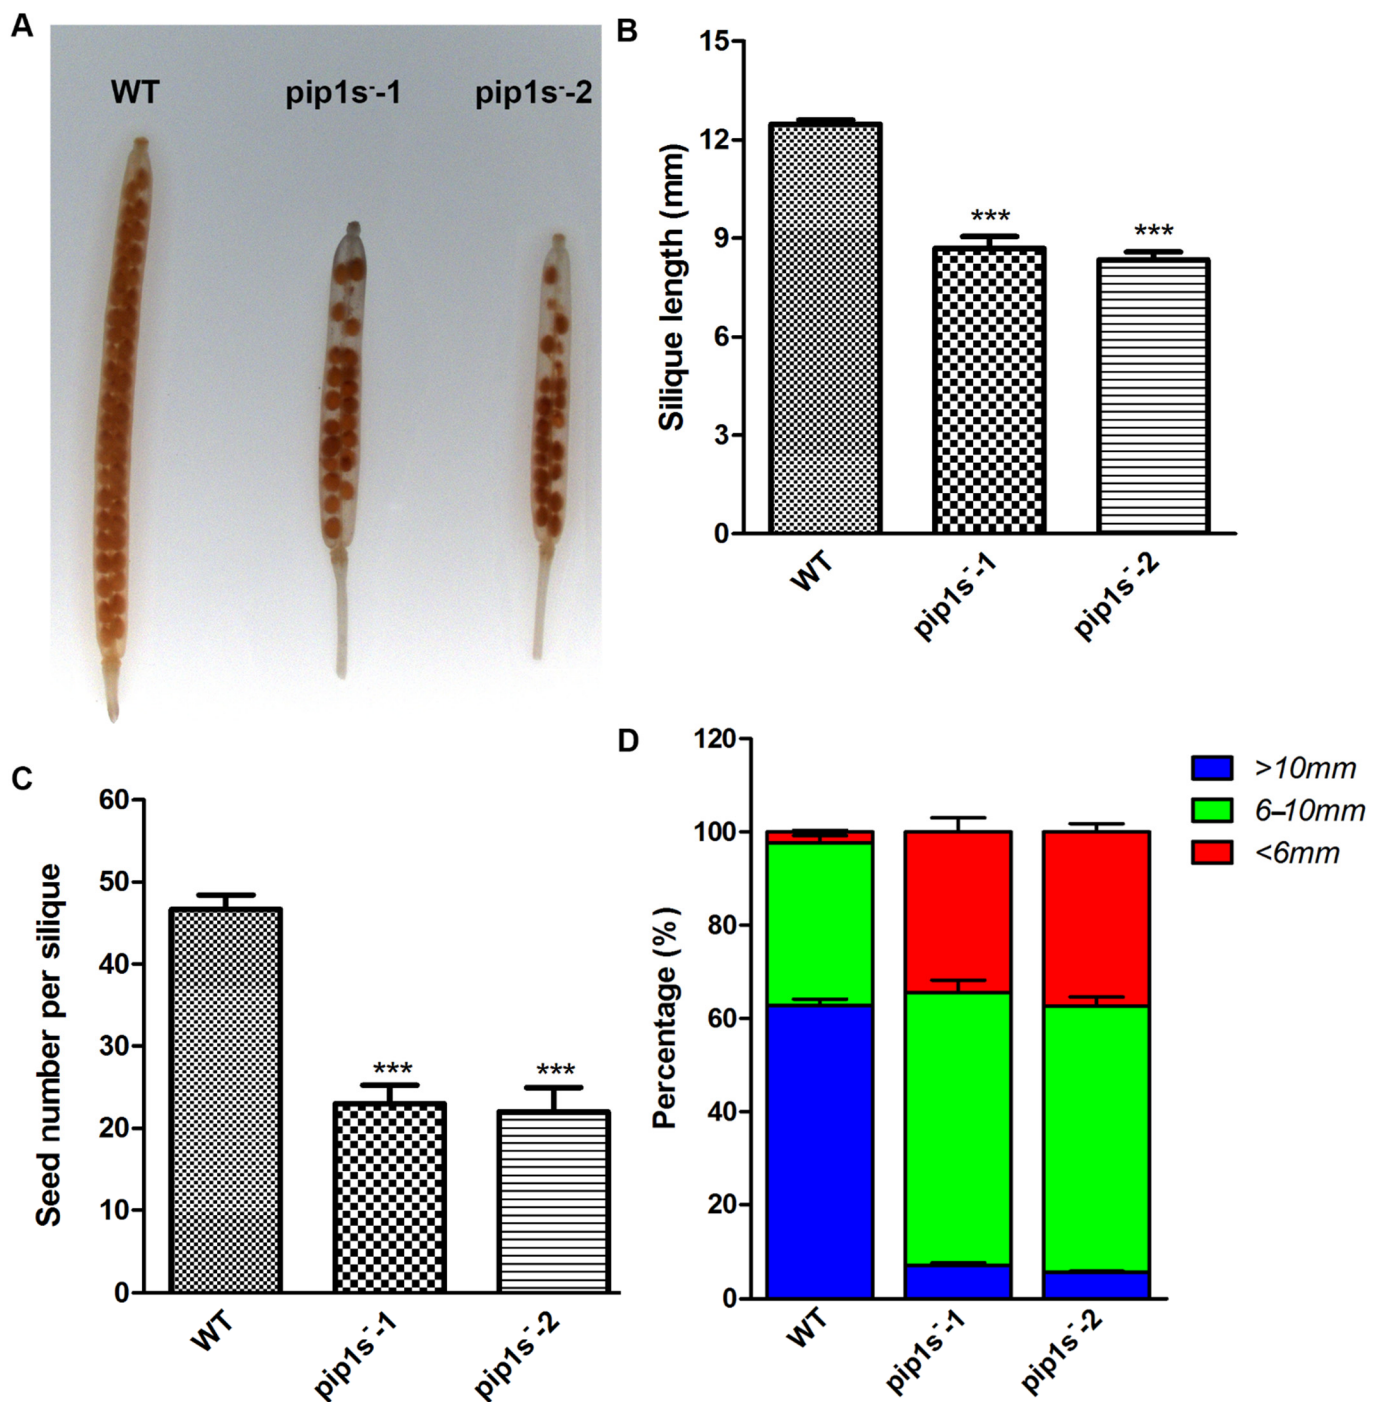 A
WT pip1s⁻-1 pip1s⁻-2
B
15
12
9
6
3
0
Silique length (mm)
***
***
WT
pip1s⁻-1
pip1s⁻-2
C
60
50
40
30
20
10
0
Seed number per silique
***
***
WT
pip1s⁻-1
pip1s⁻-2
D
120
100
80
60
40
20
0
Percentage (%)
>10mm
6–10mm
<6mm
WT
pip1s⁻-1
pip1s⁻-2